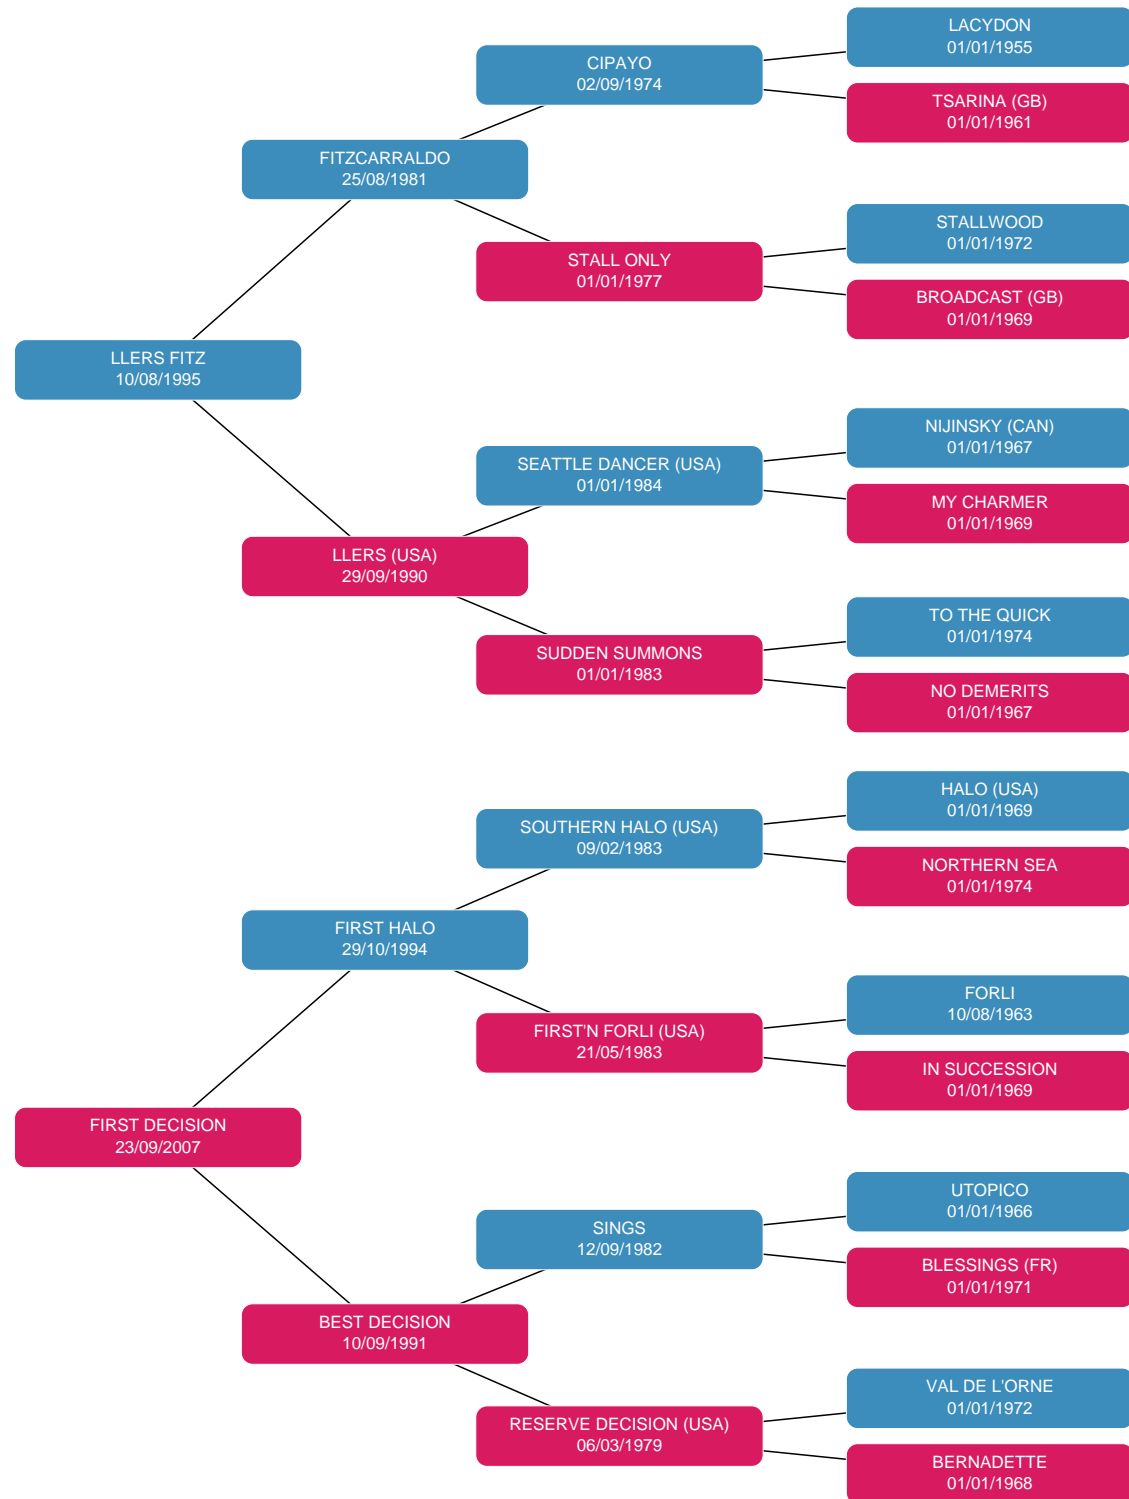 LACYDON
01/01/1955
CIPAYO
02/09/1974
TSARINA (GB)
01/01/1961
FITZCARRALDO
25/08/1981
STALLWOOD
01/01/1972
STALL ONLY
01/01/1977
BROADCAST (GB)
01/01/1969
LLERS FITZ
10/08/1995
NIJINSKY (CAN)
01/01/1967
SEATTLE DANCER (USA)
01/01/1984
MY CHARMER
01/01/1969
LLERS (USA)
29/09/1990
TO THE QUICK
01/01/1974
SUDDEN SUMMONS
01/01/1983
NO DEMERITS
01/01/1967
HALO (USA)
01/01/1969
SOUTHERN HALO (USA)
09/02/1983
NORTHERN SEA
01/01/1974
FIRST HALO
29/10/1994
FORLI
10/08/1963
FIRST'N FORLI (USA)
21/05/1983
IN SUCCESSION
01/01/1969
FIRST DECISION
23/09/2007
UTOPICO
01/01/1966
SINGS
12/09/1982
BLESSINGS (FR)
01/01/1971
BEST DECISION
10/09/1991
VAL DE L'ORNE
01/01/1972
RESERVE DECISION (USA)
06/03/1979
BERNADETTE
01/01/1968